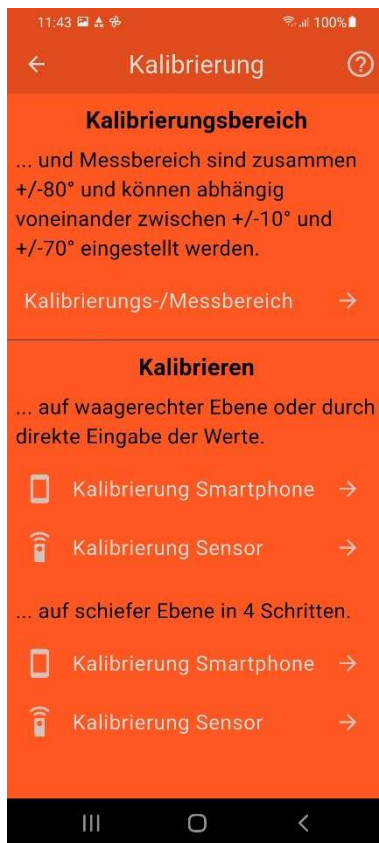 11:43 100%
Kalibrierung
Kalibrierungsbereich
... und Messbereich sind zusammen
+/-80° und können abhängig
voneinander zwischen +/-10° und
+/-70° eingestellt werden.
Kalibrierungs-/Messbereich
Kalibrieren
... auf waagerechter Ebene oder durch
direkte Eingabe der Werte.
Kalibrierung Smartphone
Kalibrierung Sensor
... auf schiefer Ebene in 4 Schritten.
Kalibrierung Smartphone
Kalibrierung Sensor